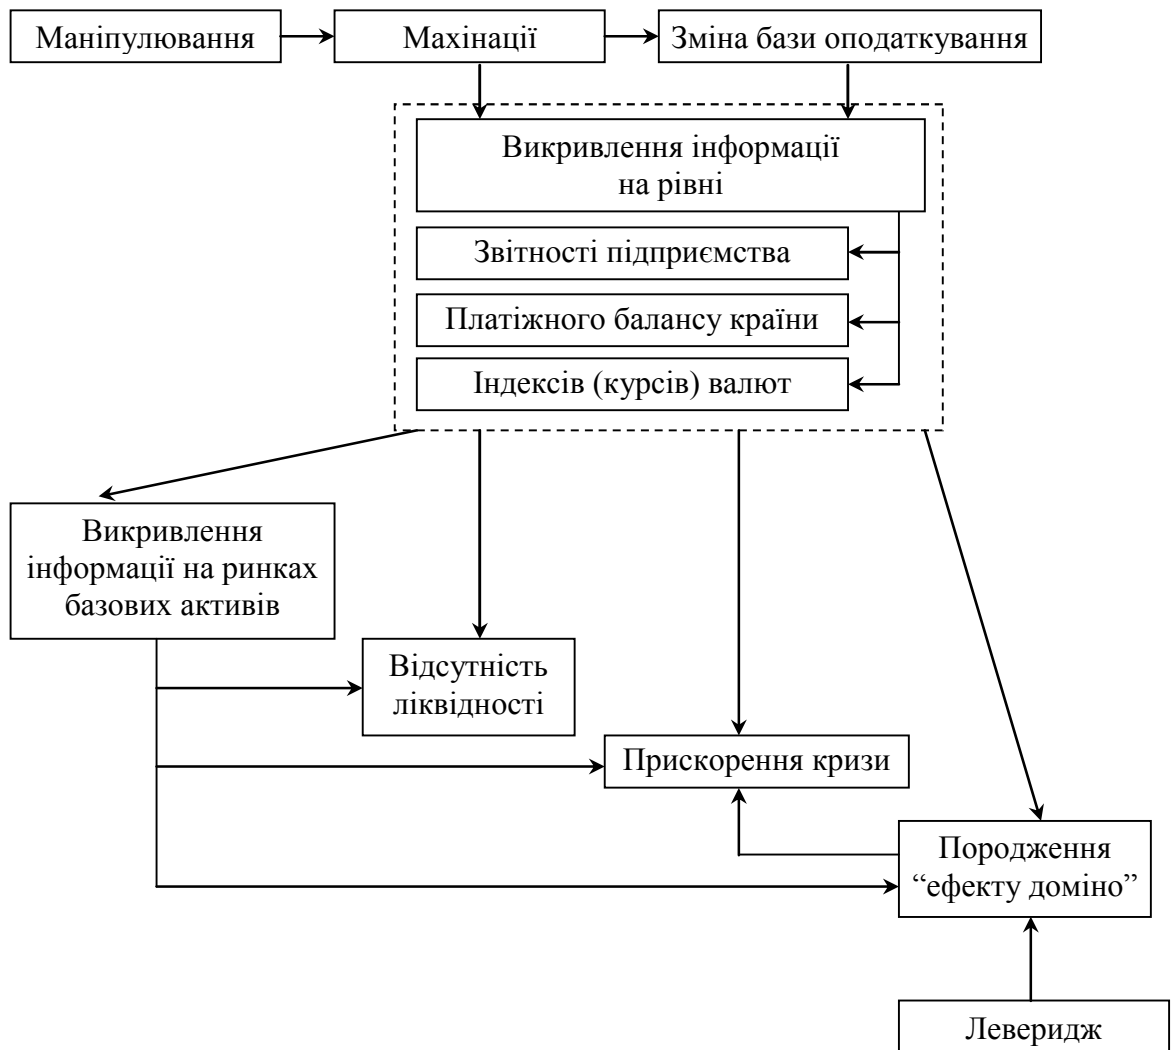 Маніпулювання
Махінації
Зміна бази оподаткування
Викривлення інформації
на рівні
Звітності підприємства
Платіжного балансу країни
Індексів (курсів) валют
Викривлення
інформації на ринках
базових активів
Відсутність
ліквідності
Прискорення кризи
Породження
“ефекту доміно”
Леверидж